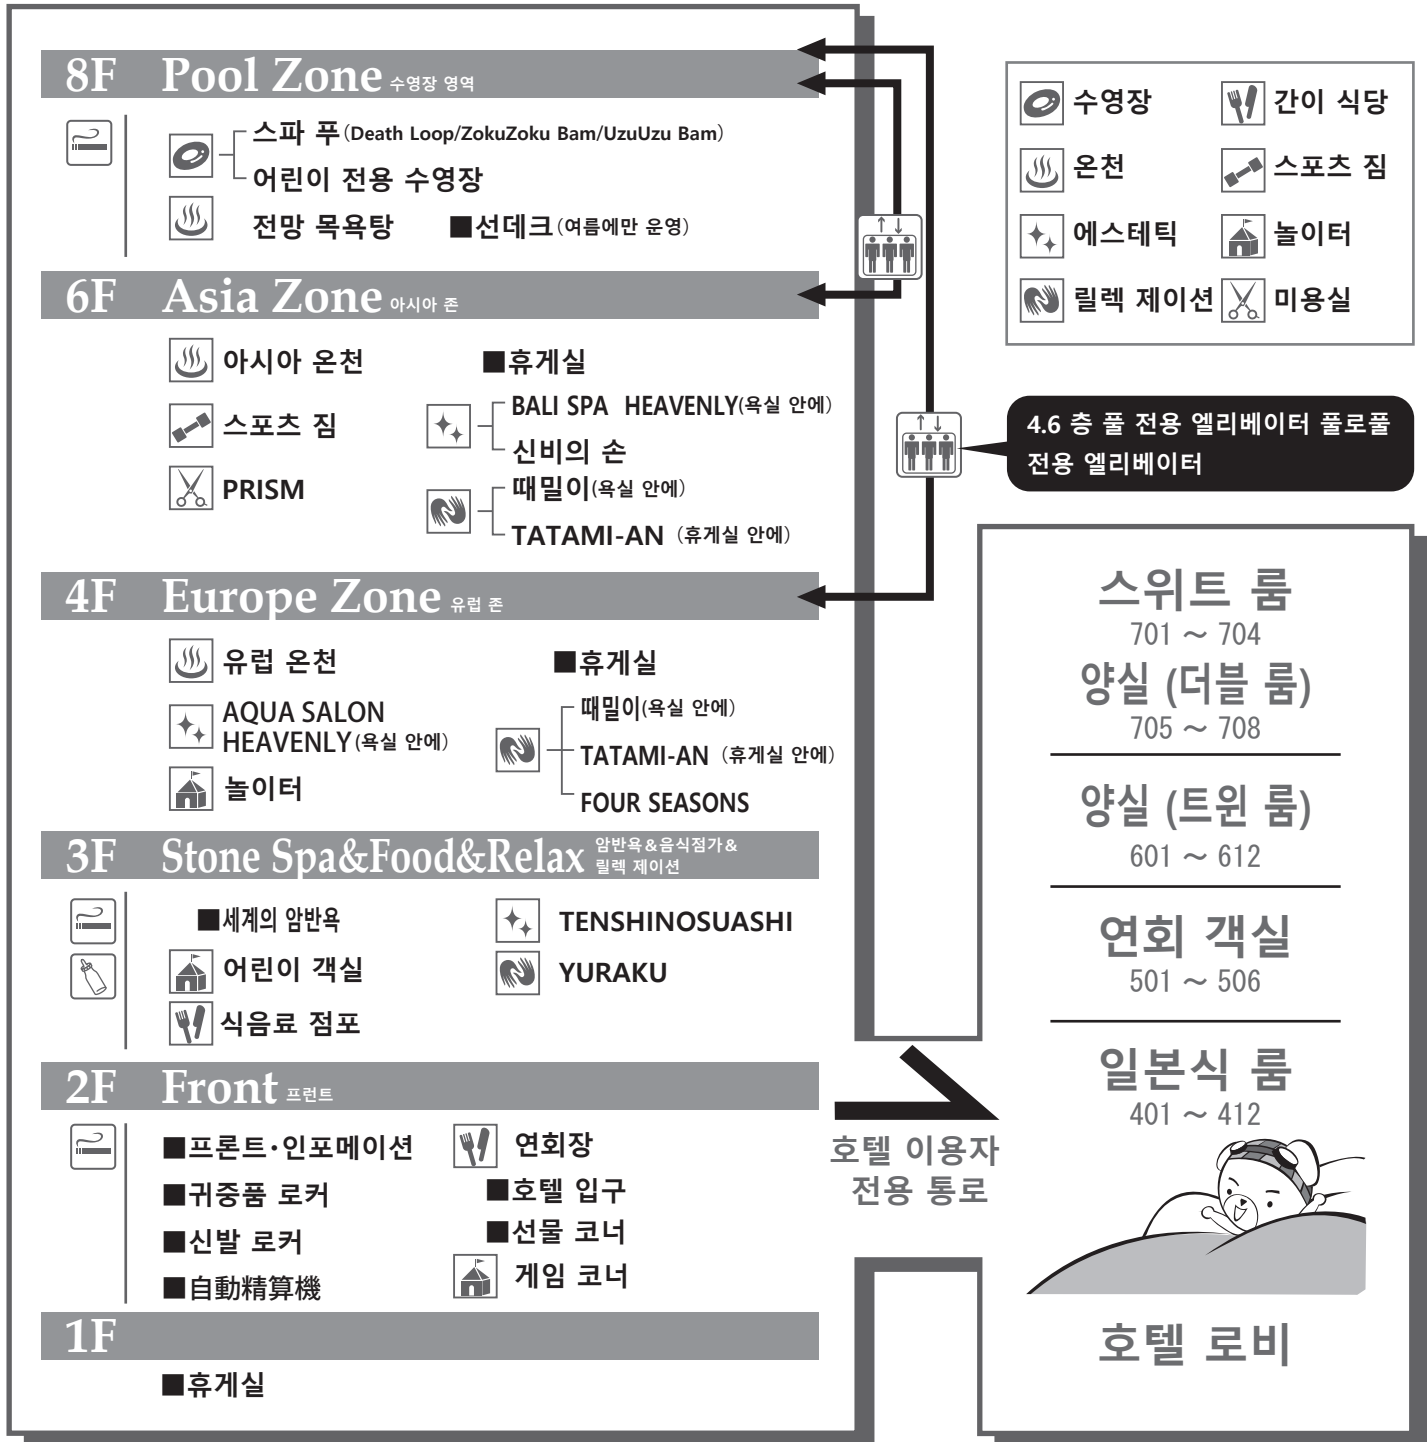 8F Pool Zone 수영장 영역
스파 푸(Death Loop/ZokuZoku Bam/UzuUzu Bam)
어린이 전용 수영장
전망 목욕탕 ■선데크(여름에만 운영)
6F Asia Zone 아시아 존
아시아 온천 ■휴게실
BALI SPA HEAVENLY(욕실 안에)
스포츠 짐
신비의 손
PRISM
때밀이(욕실 안에)
TATAMI-AN (휴게실 안에)
4F Europe Zone 유럽 존
유럽 온천 ■휴게실
AQUA SALON
HEAVENLY(욕실 안에)
때밀이(욕실 안에)
TATAMI-AN (휴게실 안에)
놀이터
FOUR SEASONS
3F Stone Spa&Food&Relax 암반욕&음식점가&
릴렉 제이션
■세계의 암반욕 TENSHINOSUASHI
어린이 객실 YURAKU
식음료 점포
2F Front 프런트
■프론트·인포메이션 연회장
■귀중품 로커 ■호텔 입구
■신발 로커 ■선물 코너
■自動精算機 게임 코너
1F
■휴게실
수영장 간이 식당
온천 스포츠 짐
에스테틱 놀이터
릴렉 제이션 미용실
4.6 층 풀 전용 엘리베이터 풀로풀
전용 엘리베이터
호텔 이용자
전용 통로
스위트 룸
701 ~ 704
양실 (더블 룸)
705 ~ 708
양실 (트윈 룸)
601 ~ 612
연회 객실
501 ~ 506
일본식 룸
401 ~ 412
호텔 로비